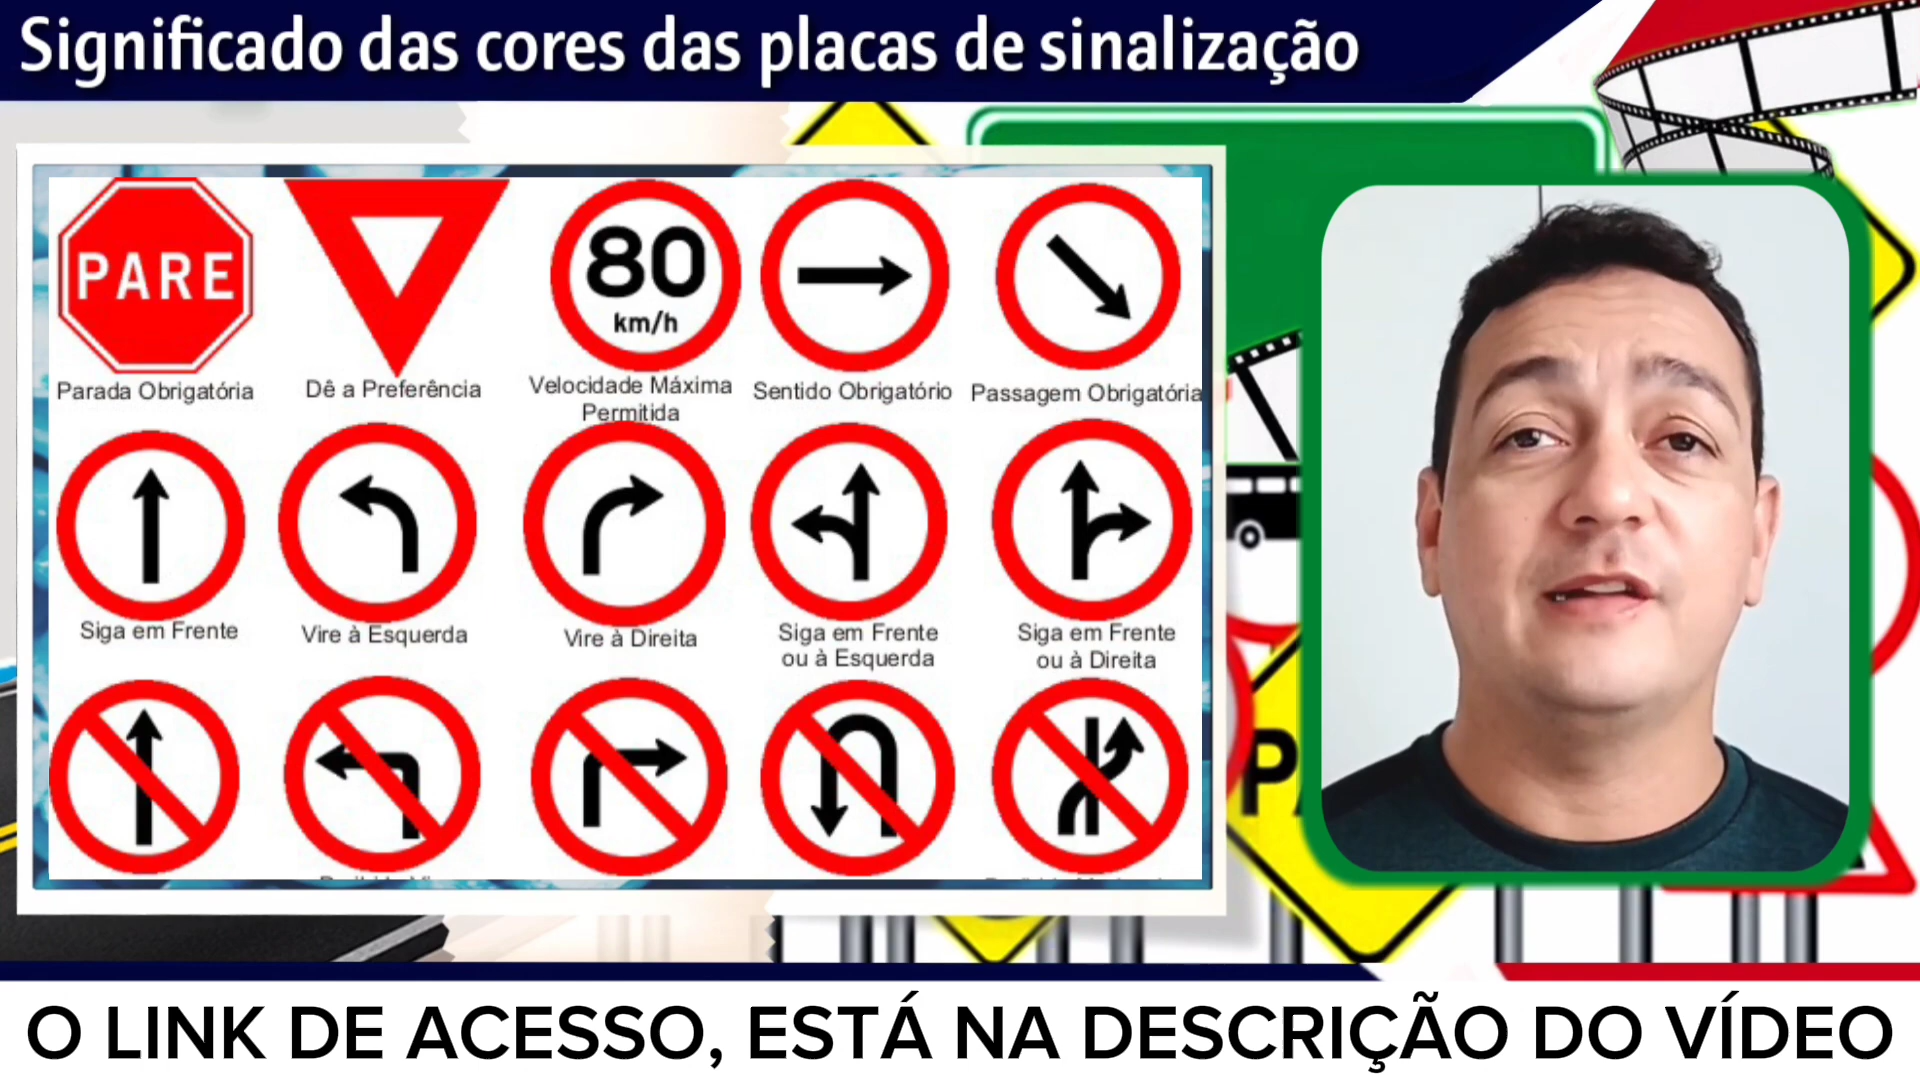 Significado das cores das placas de sinalização
PARE
80
km/h
Parada Obrigatória
Dê a Preferência
Velocidade Máxima
Permitida
Sentido Obrigatório
Passagem Obrigatória
Siga em Frente
Vire à Esquerda
Vire à Direita
Siga em Frente
ou à Esquerda
Siga em Frente
ou à Direita
O LINK DE ACESSO, ESTÁ NA DESCRIÇÃO DO VÍDEO